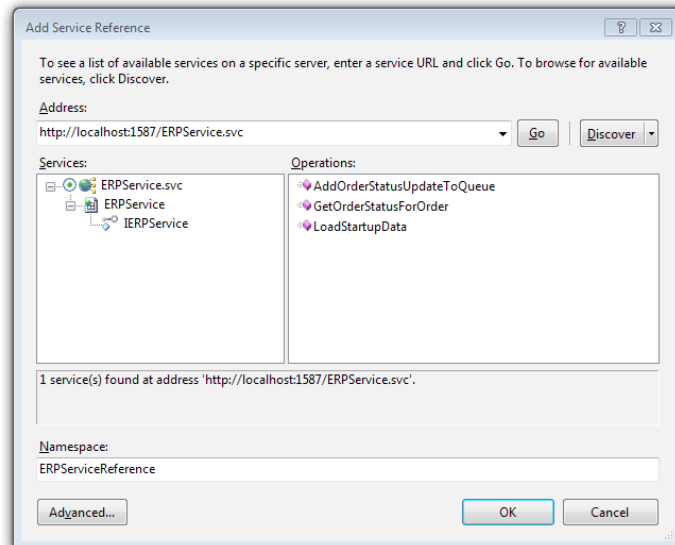 Add Service Reference
To see a list of available services on a specific server, enter a service URL and click Go. To browse for available
services, click Discover.
Address:
http://localhost:1587/ERPService.svc
Go
Discover
Services:
Operations:
ERPService.svc
ERPService
IERPService
AddOrderStatusUpdateToQueue
GetOrderStatusForOrder
LoadStartupData
1 service(s) found at address 'http://localhost:1587/ERPService.svc'.
Namespace:
ERPServiceReference
Advanced...
OK
Cancel